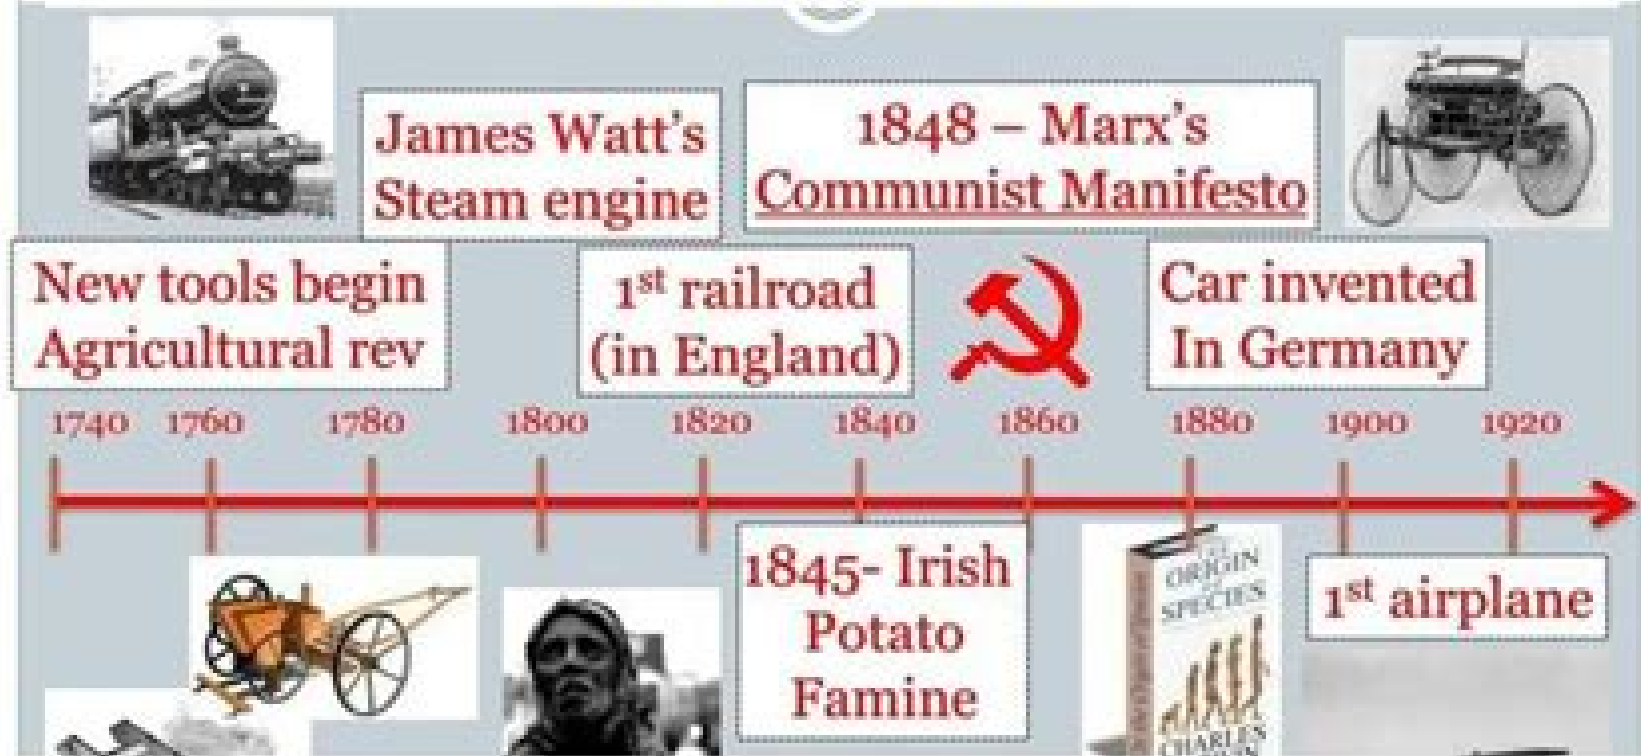 James Watt's
Steam engine
1848 – Marx's
Communist Manifesto
New tools begin
Agricultural rev
1st railroad
(in England)
Car invented
In Germany
1740 1760 1780 1800 1820 1840 1860 1880 1900 1920
1845- Irish
Potato
Famine
ORIGIN
SPECIES
CHARLES
1st airplane